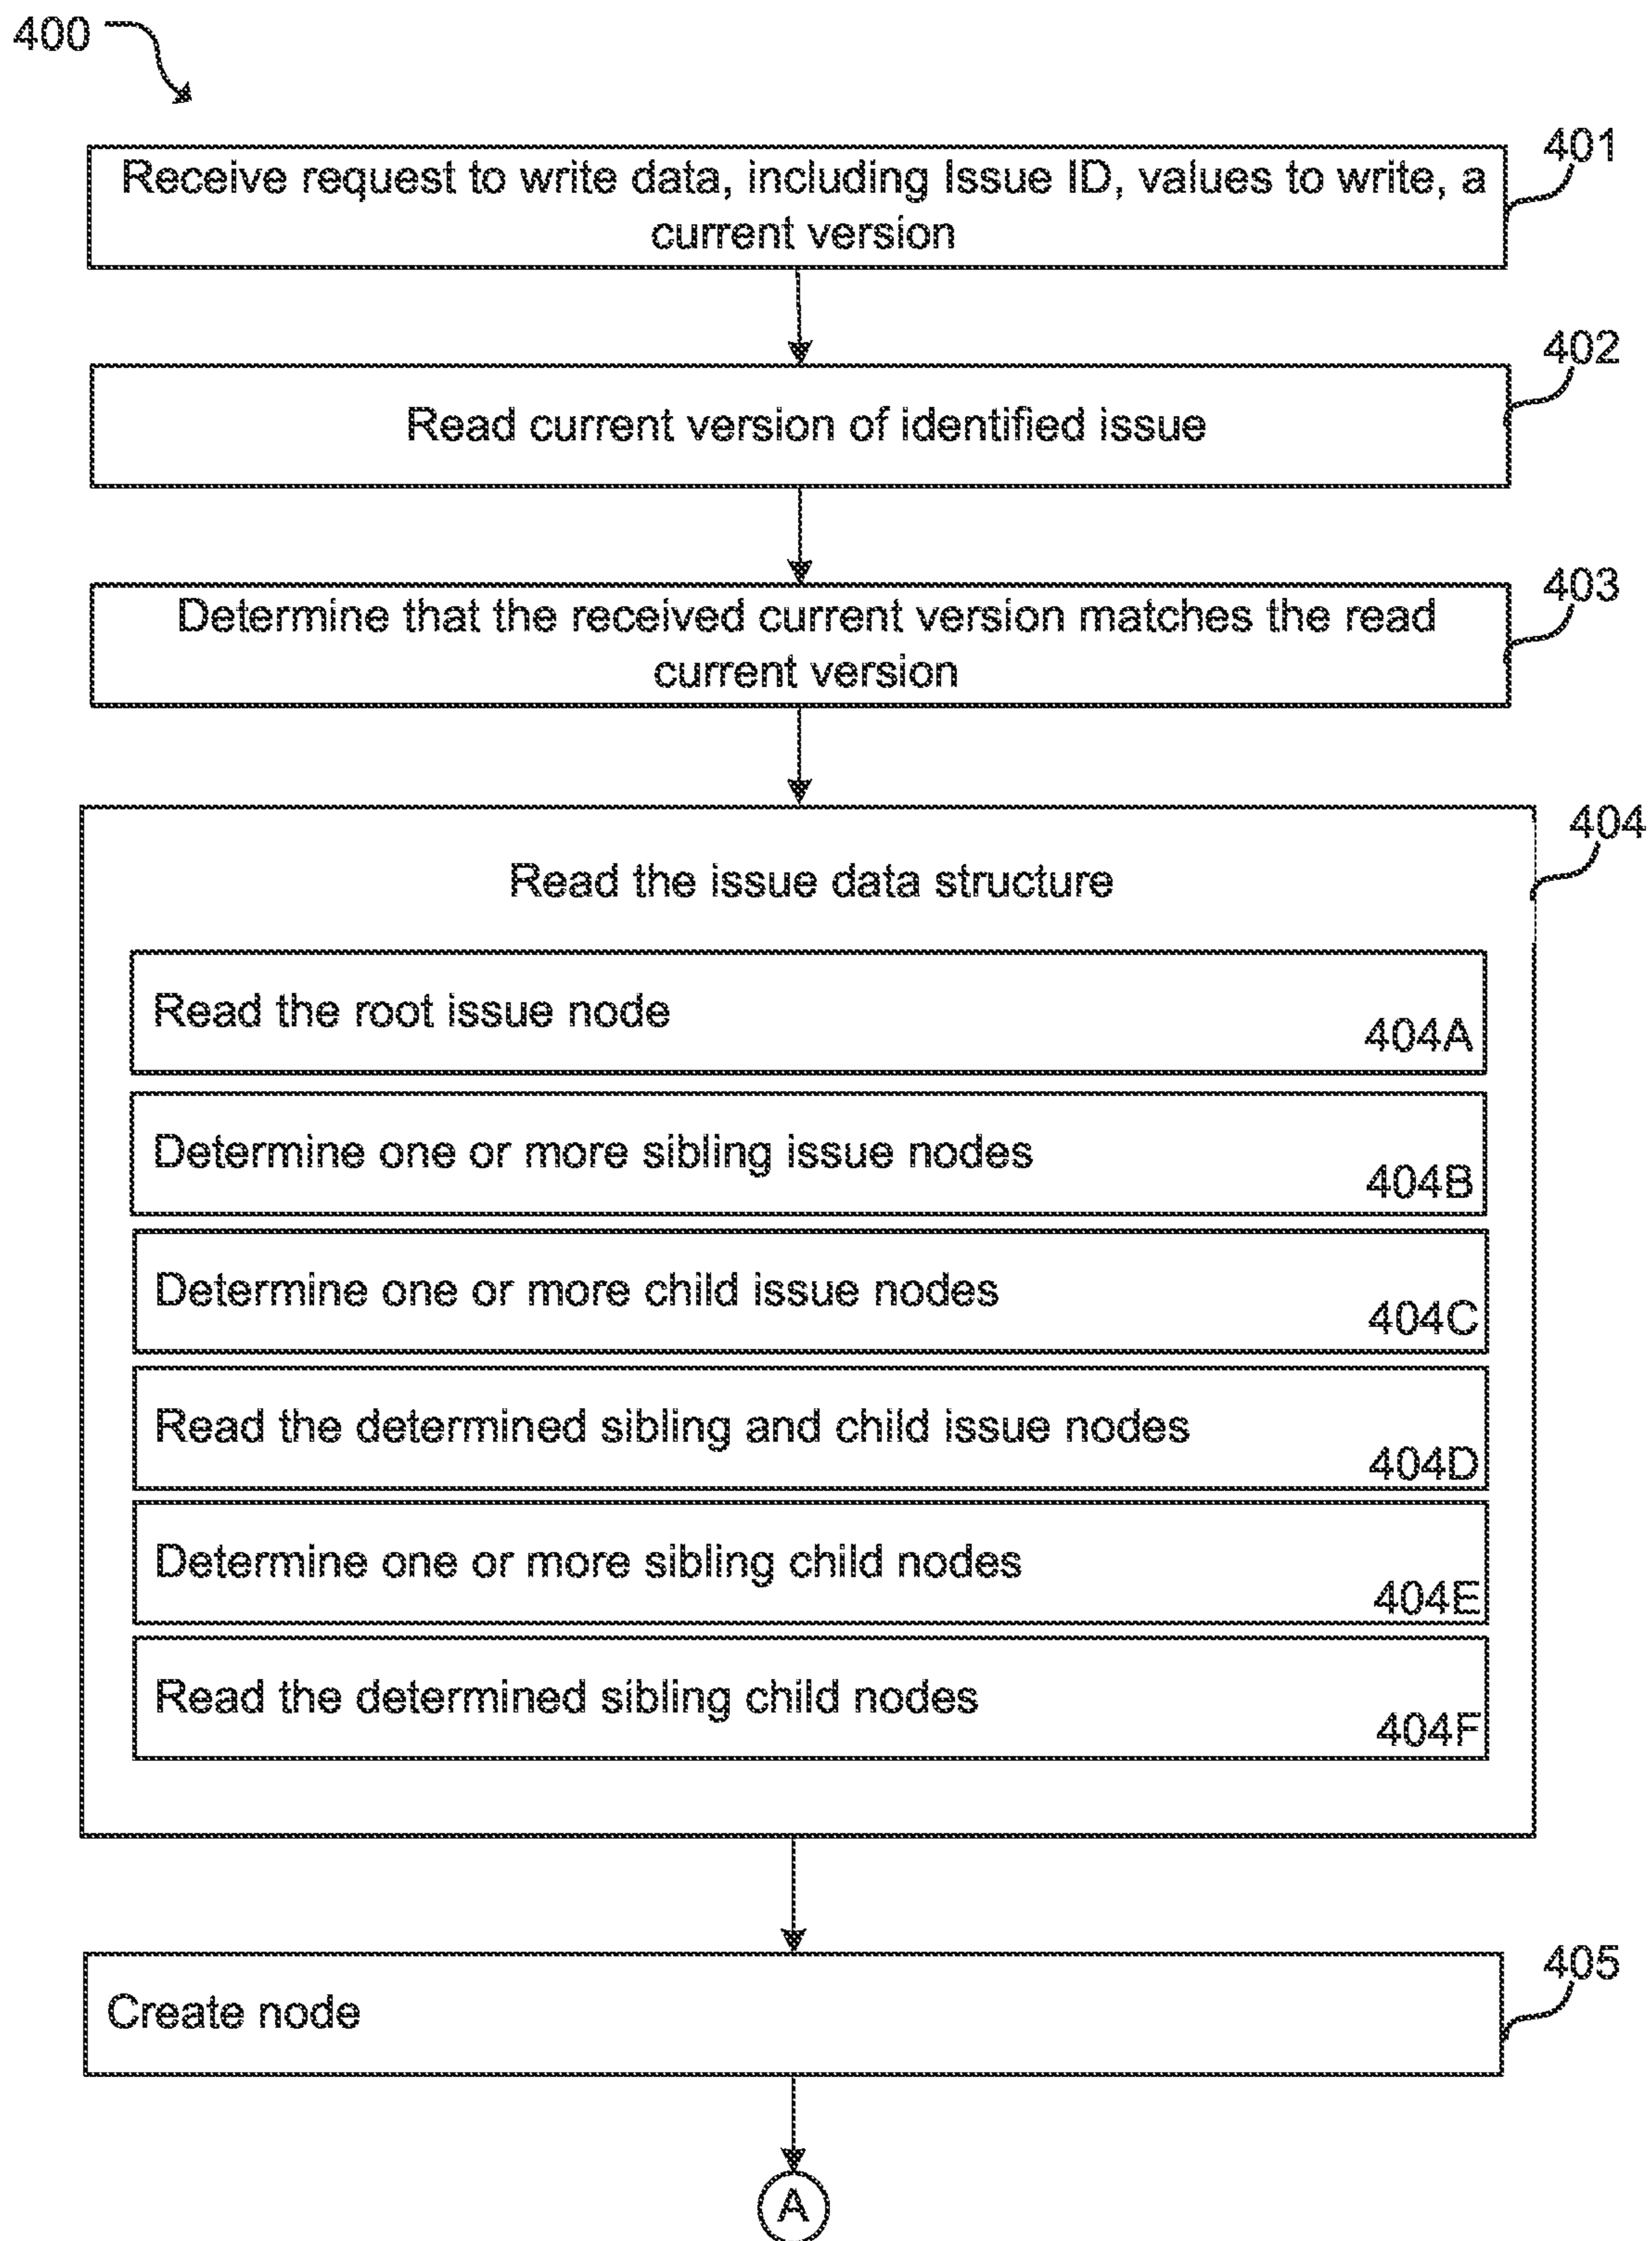 400
401
Receive request to write data, including Issue ID, values to write, a
current version
402
Read current version of identified issue
403
Determine that the received current version matches the read
current version
404
Read the issue data structure
Read the root issue node
404A
Determine one or more sibling issue nodes
404B
Determine one or more child issue nodes
404C
Read the determined sibling and child issue nodes
404D
Determine one or more sibling child nodes
404E
Read the determined sibling child nodes
404F
405
Create node
A